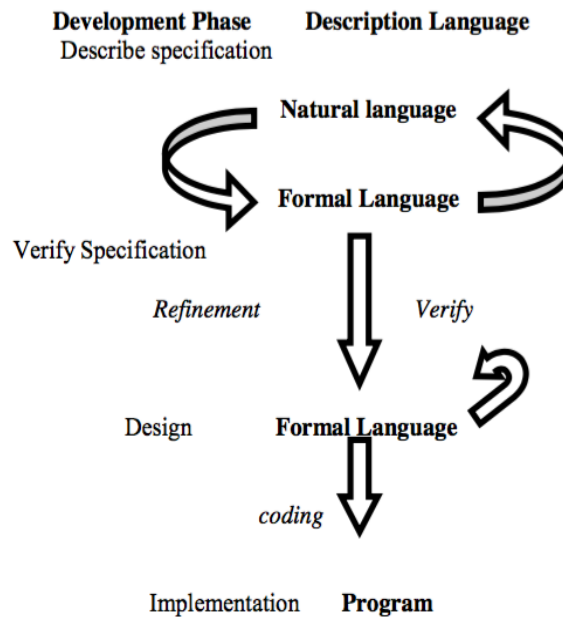 Development Phase Description Language
Describe specification
Natural language
Formal Language
Verify Specification
Refinement Verify
Design Formal Language
coding
Implementation Program